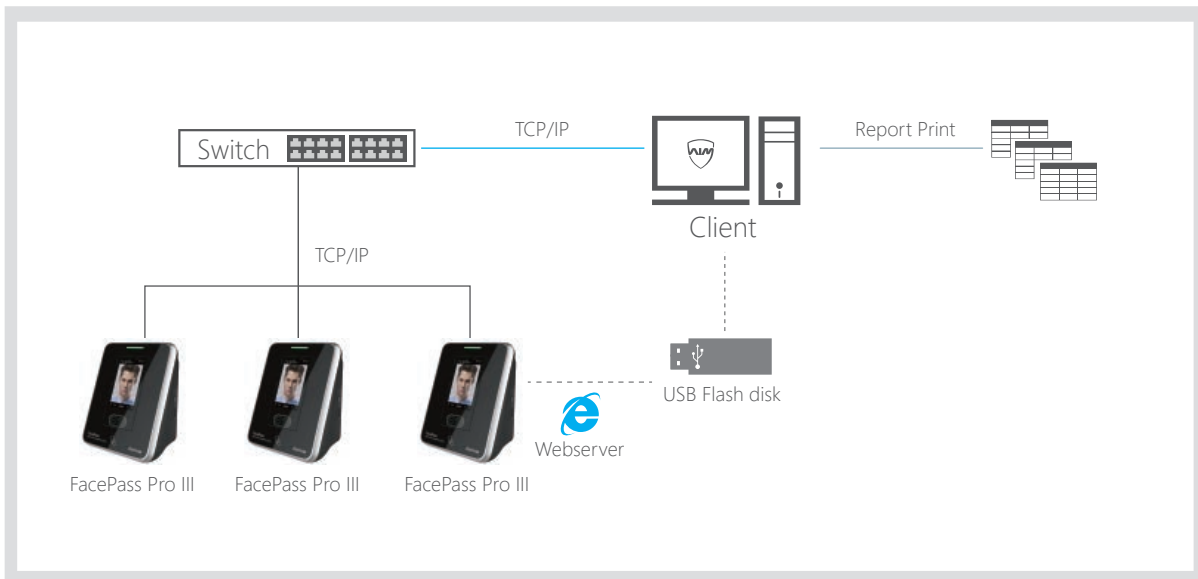 Switch
TCP/IP
Report Print
Client
TCP/IP
USB Flash disk
Webserver
FacePass Pro III
FacePass Pro III
FacePass Pro III